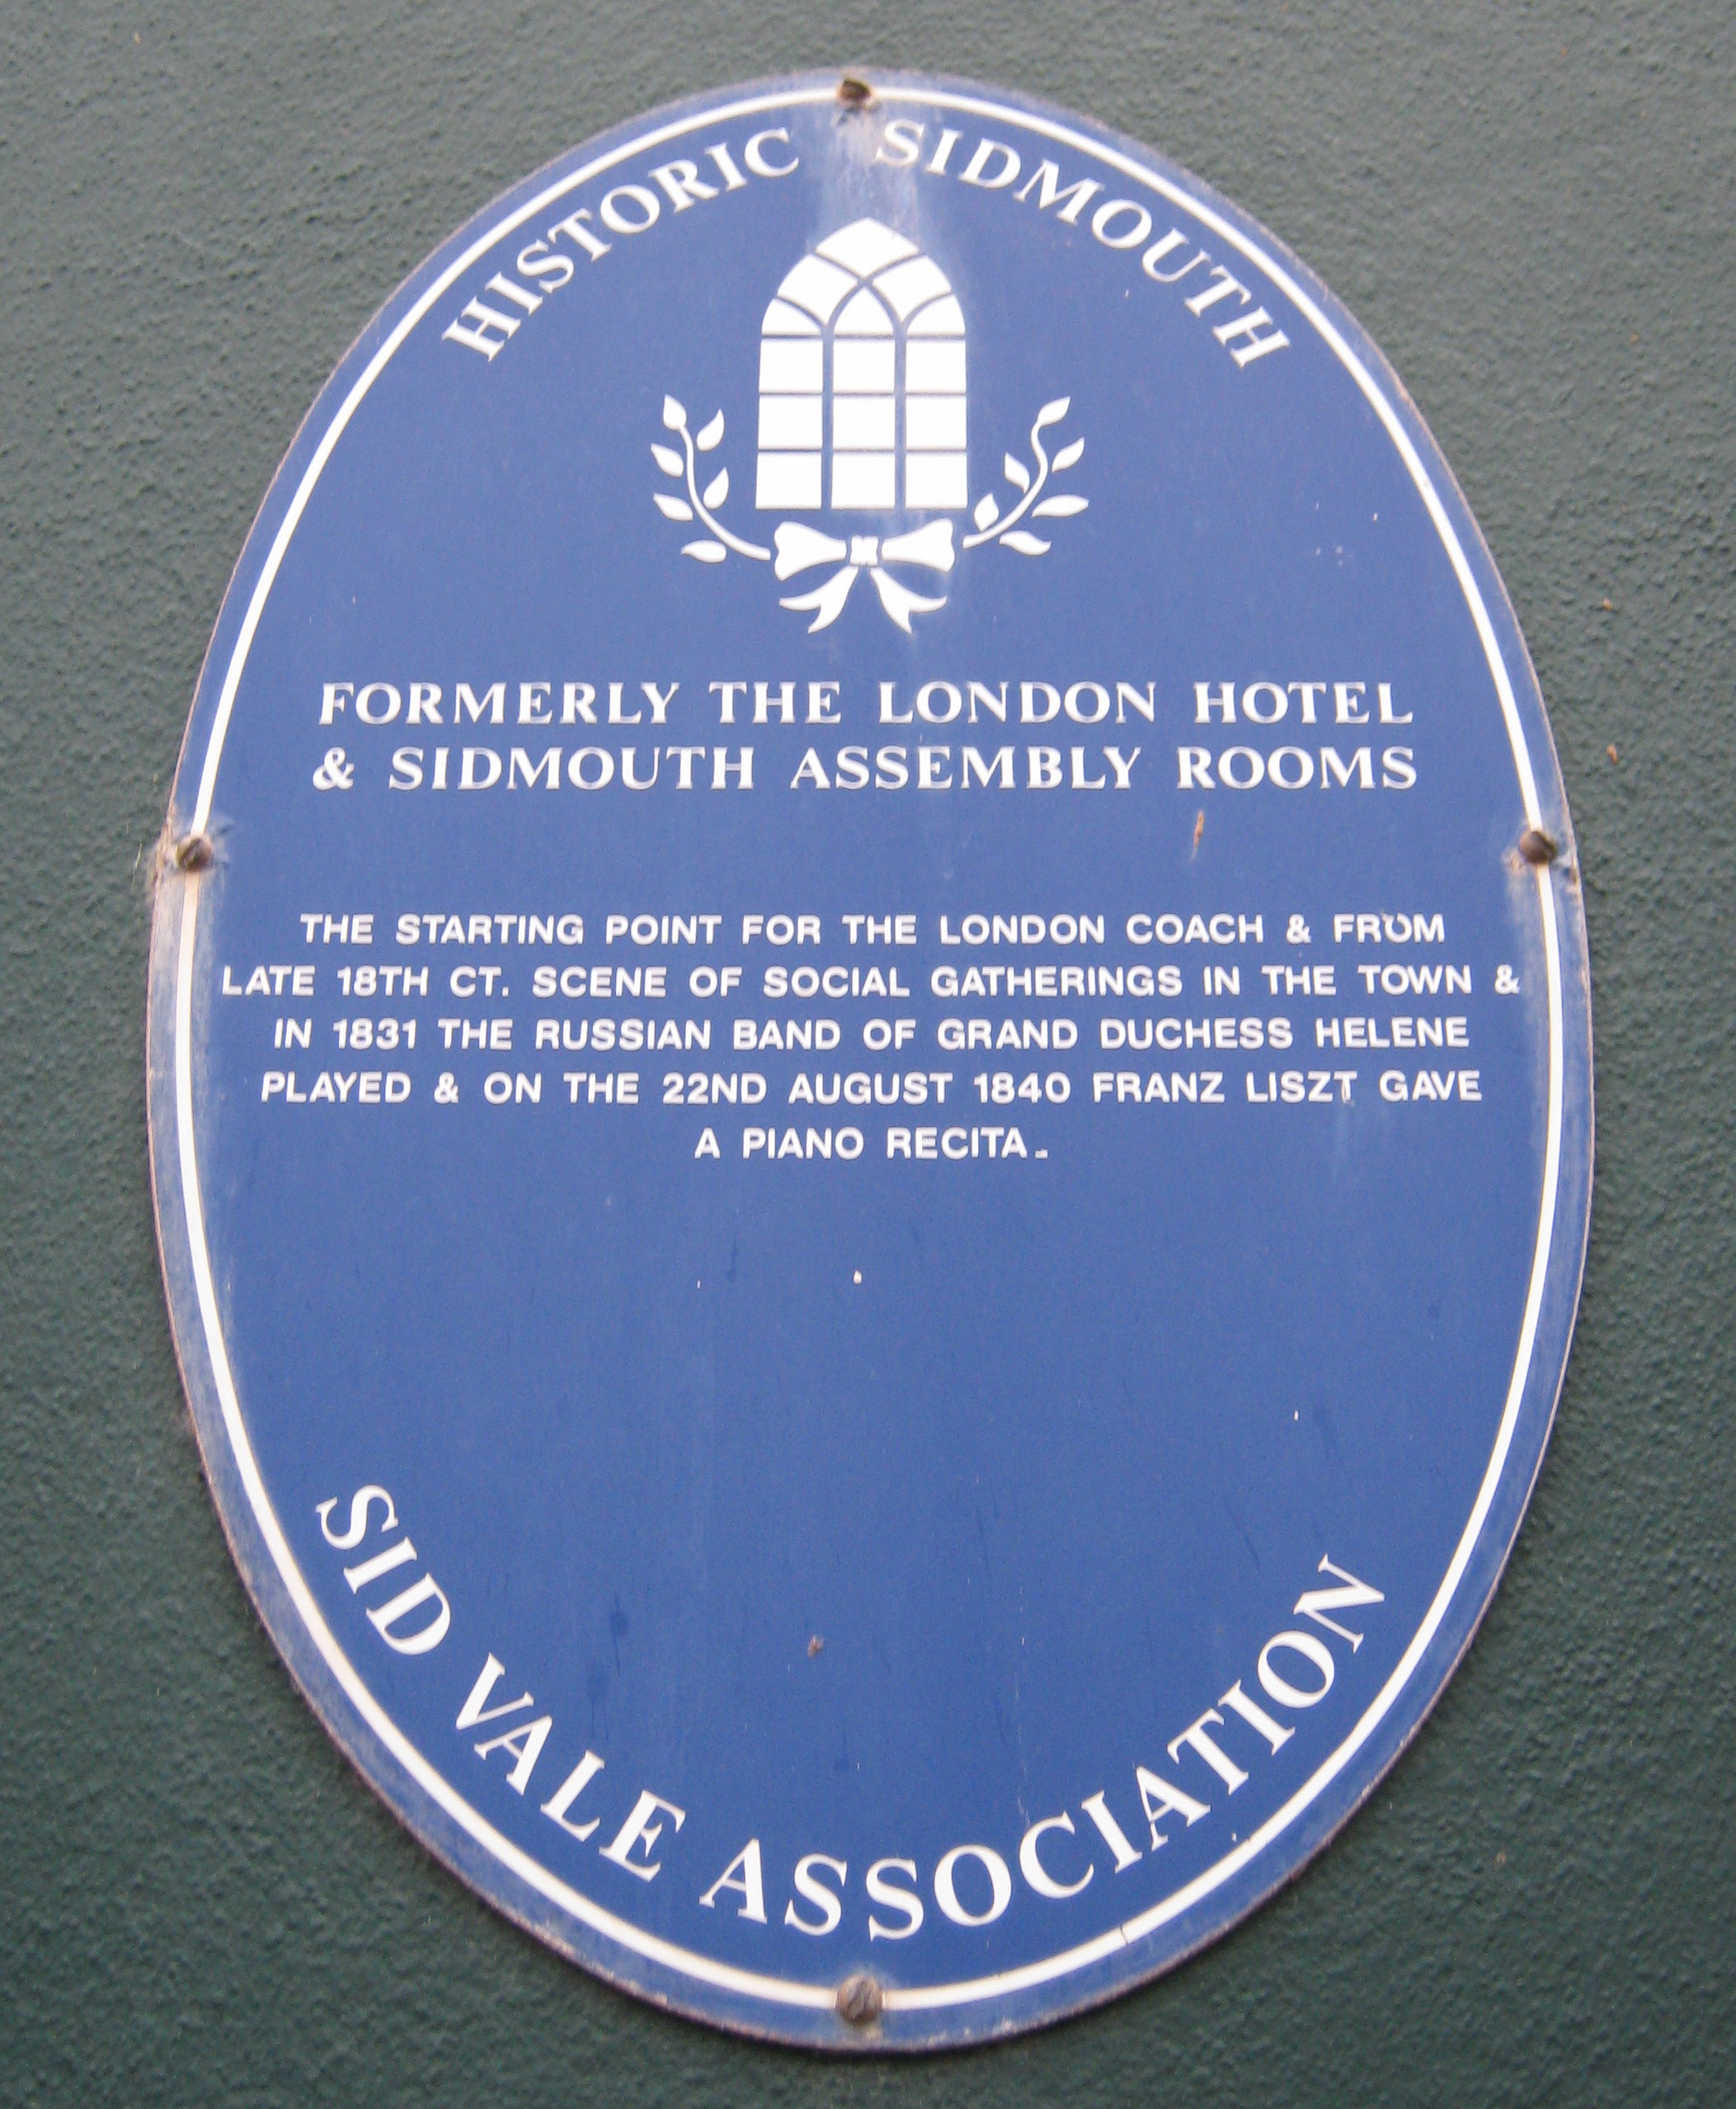 HISTORIC SIDMOUTH
FORMERLY THE LONDON HOTEL
& SIDMOUTH ASSEMBLY ROOMS
THE STARTING POINT FOR THE LONDON COACH & FROM
LATE 18TH CT. SCENE OF SOCIAL GATHERINGS IN THE TOWN &
IN 1831 THE RUSSIAN BAND OF GRAND DUCHESS HELENE
PLAYED & ON THE 22ND AUGUST 1840 FRANZ LISZT GAVE
A PIANO RECITA.
SID VALE ASSOCIATION